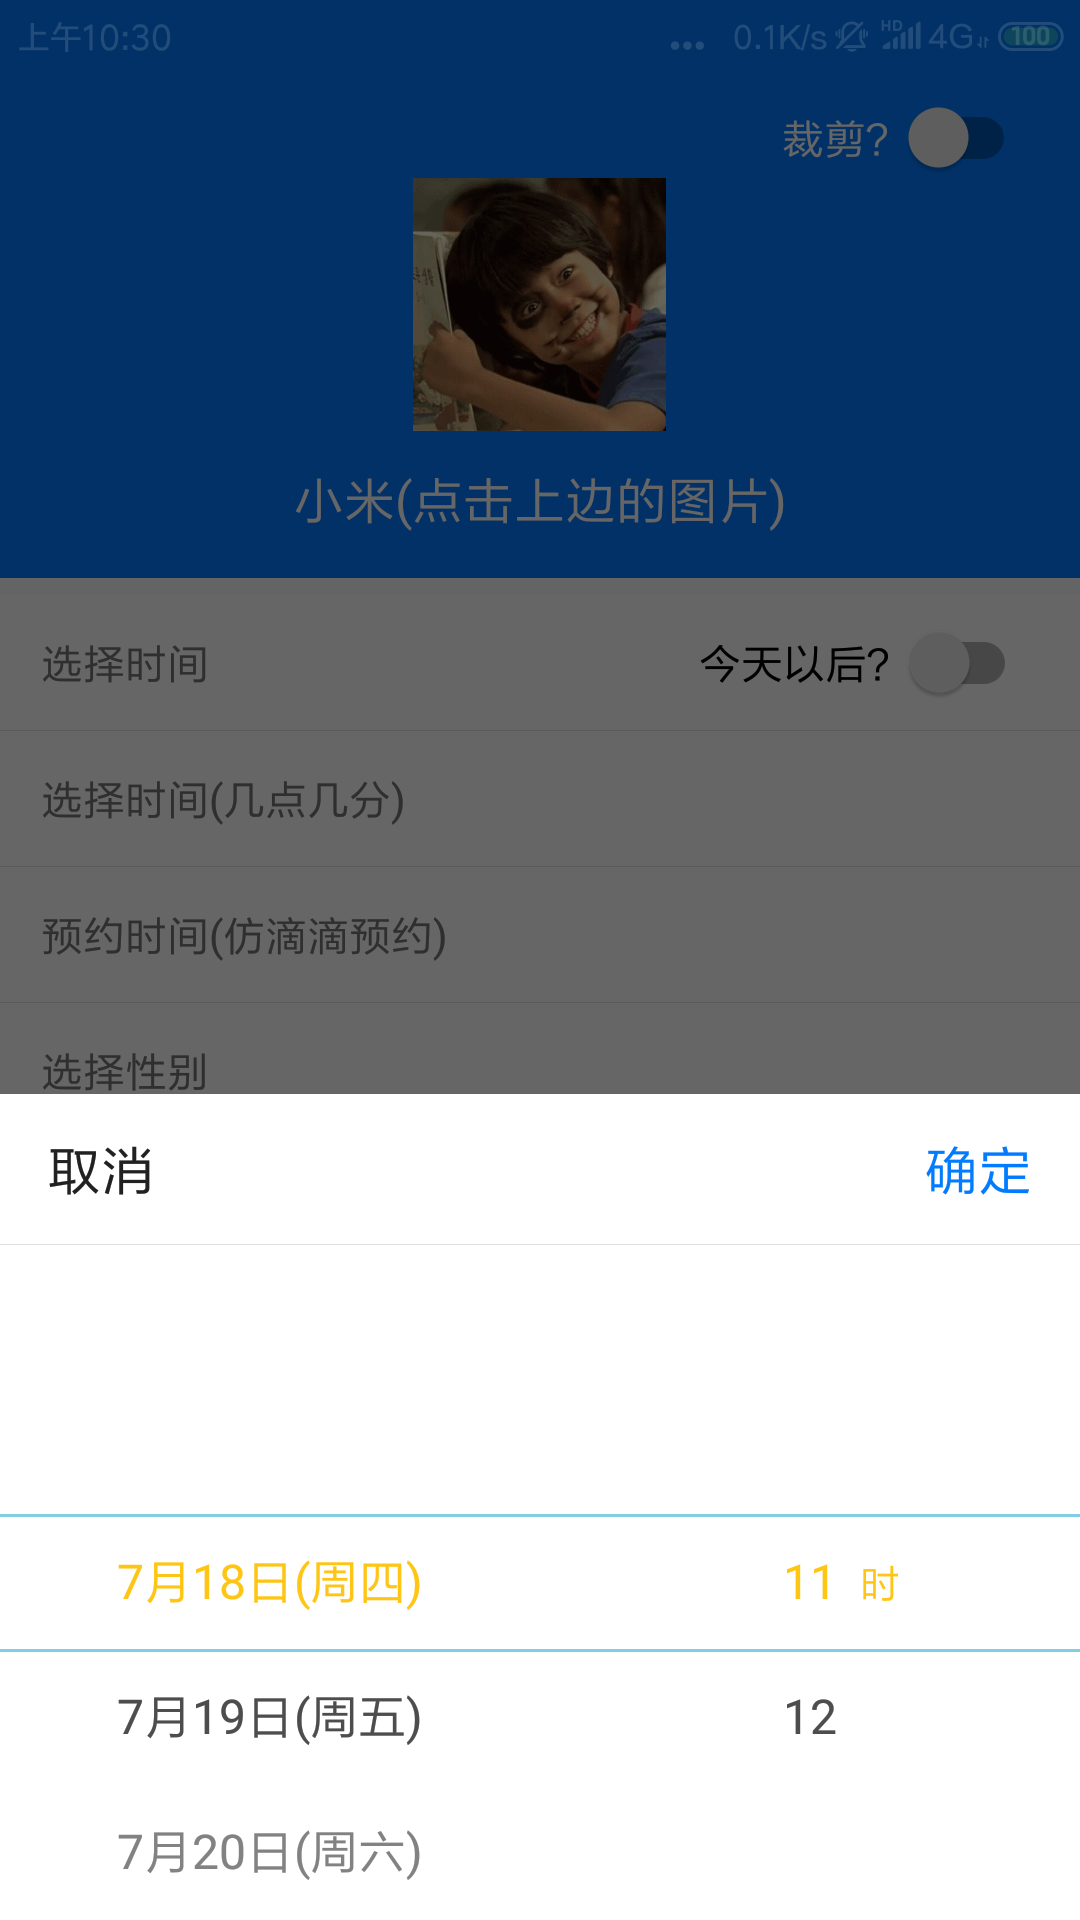 上午10:30 ... 0.1K/s HD 4G 100
裁剪?
小米(点击上边的图片)
选择时间 今天以后?
选择时间(几点几分)
预约时间(仿滴滴预约)
选择性别
取消 确定
7月18日(周四) 11 时
7月19日(周五) 12
7月20日(周六)